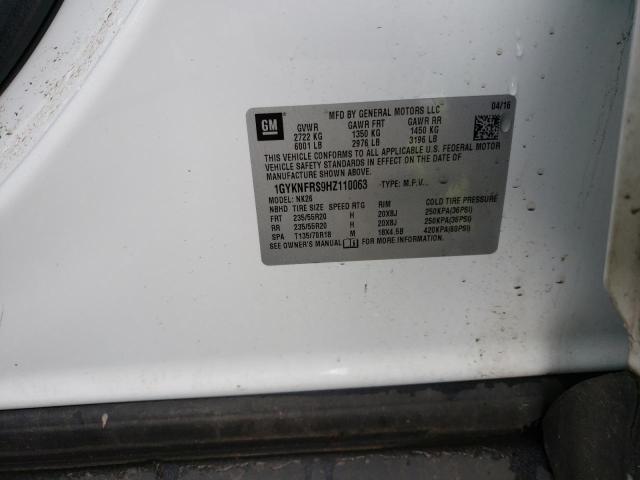 MFD BY GENERAL MOTORS LLC 04/16
GM
GVWR GAWR FRT GAWR RR
2722 KG 1350 KG 1450 KG
6001 LB 2976 LB 3196 LB
THIS VEHICLE CONFORMS TO ALL APPLICABLE U.S. FEDERAL MOTOR
VEHICLE SAFETY STANDARDS IN EFFECT ON THE DATE OF
MANUFACTURE SHOWN ABOVE.
1GYKNFRS9HZ110063 TYPE: M.P.V.
MODEL: NK26
NBHD TIRE SIZE SPEED RTG RIM
FRT 235/55R20 H 20X8J 250KPA(36PSI)
RR 235/55R20 H 20X8J 250KPA(36PSI)
SPA T135/70R18 M 18X4.5B 420KPA(60PSI)
SEE OWNER'S MANUAL FOR MORE INFORMATION.